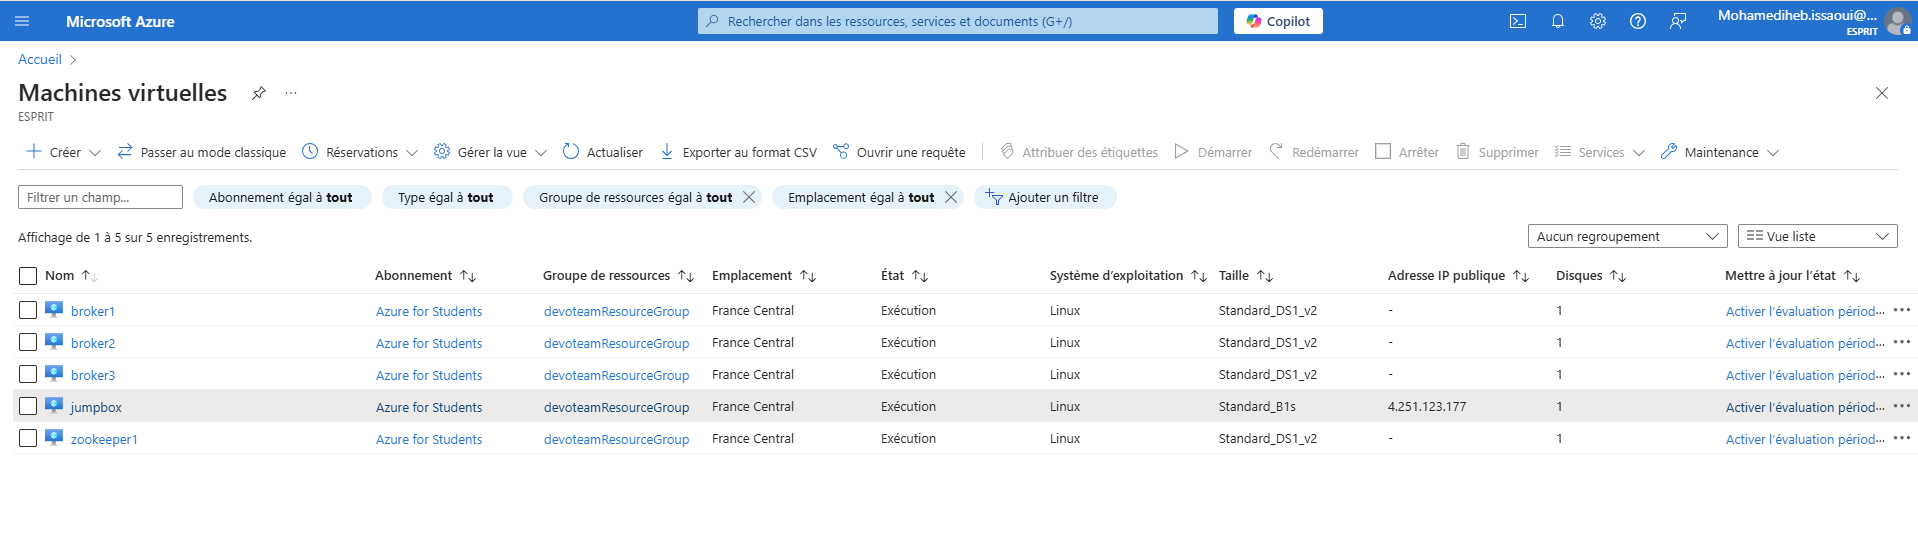 Microsoft Azure
Rechercher dans les ressources, services et documents (G+/)
Copilot
Mohamediheb.issaoui@...
ESPRIT
Accueil
Machines virtuelles
ESPRIT
Créer Passer au mode classique Réservations Gérer la vue Actualiser Exporter au format CSV Ouvrir une requête Attribuer des étiquettes Démarrer Redémarrer Arrêter Supprimer Services Maintenance
Filtrer un champ... Abonnement égal à tout Type égal à tout Groupe de ressources égal à tout Emplacement égal à tout Ajouter un filtre
Affichage de 1 à 5 sur 5 enregistrements. Aucun regroupement Vue liste
Nom Abonnement Groupe de ressources Emplacement État Système d'exploitation Taille Adresse IP publique Disques Mettre à jour l'état
broker1 Azure for Students devoteamResourceGroup France Central Exécution Linux Standard_DS1_v2 - 1 Activer l'évaluation périod...
broker2 Azure for Students devoteamResourceGroup France Central Exécution Linux Standard_DS1_v2 - 1 Activer l'évaluation périod...
broker3 Azure for Students devoteamResourceGroup France Central Exécution Linux Standard_DS1_v2 - 1 Activer l'évaluation périod...
jumpbox Azure for Students devoteamResourceGroup France Central Exécution Linux Standard_B1s 4.251.123.177 1 Activer l'évaluation périod...
zookeeper1 Azure for Students devoteamResourceGroup France Central Exécution Linux Standard_DS1_v2 - 1 Activer l'évaluation périod...